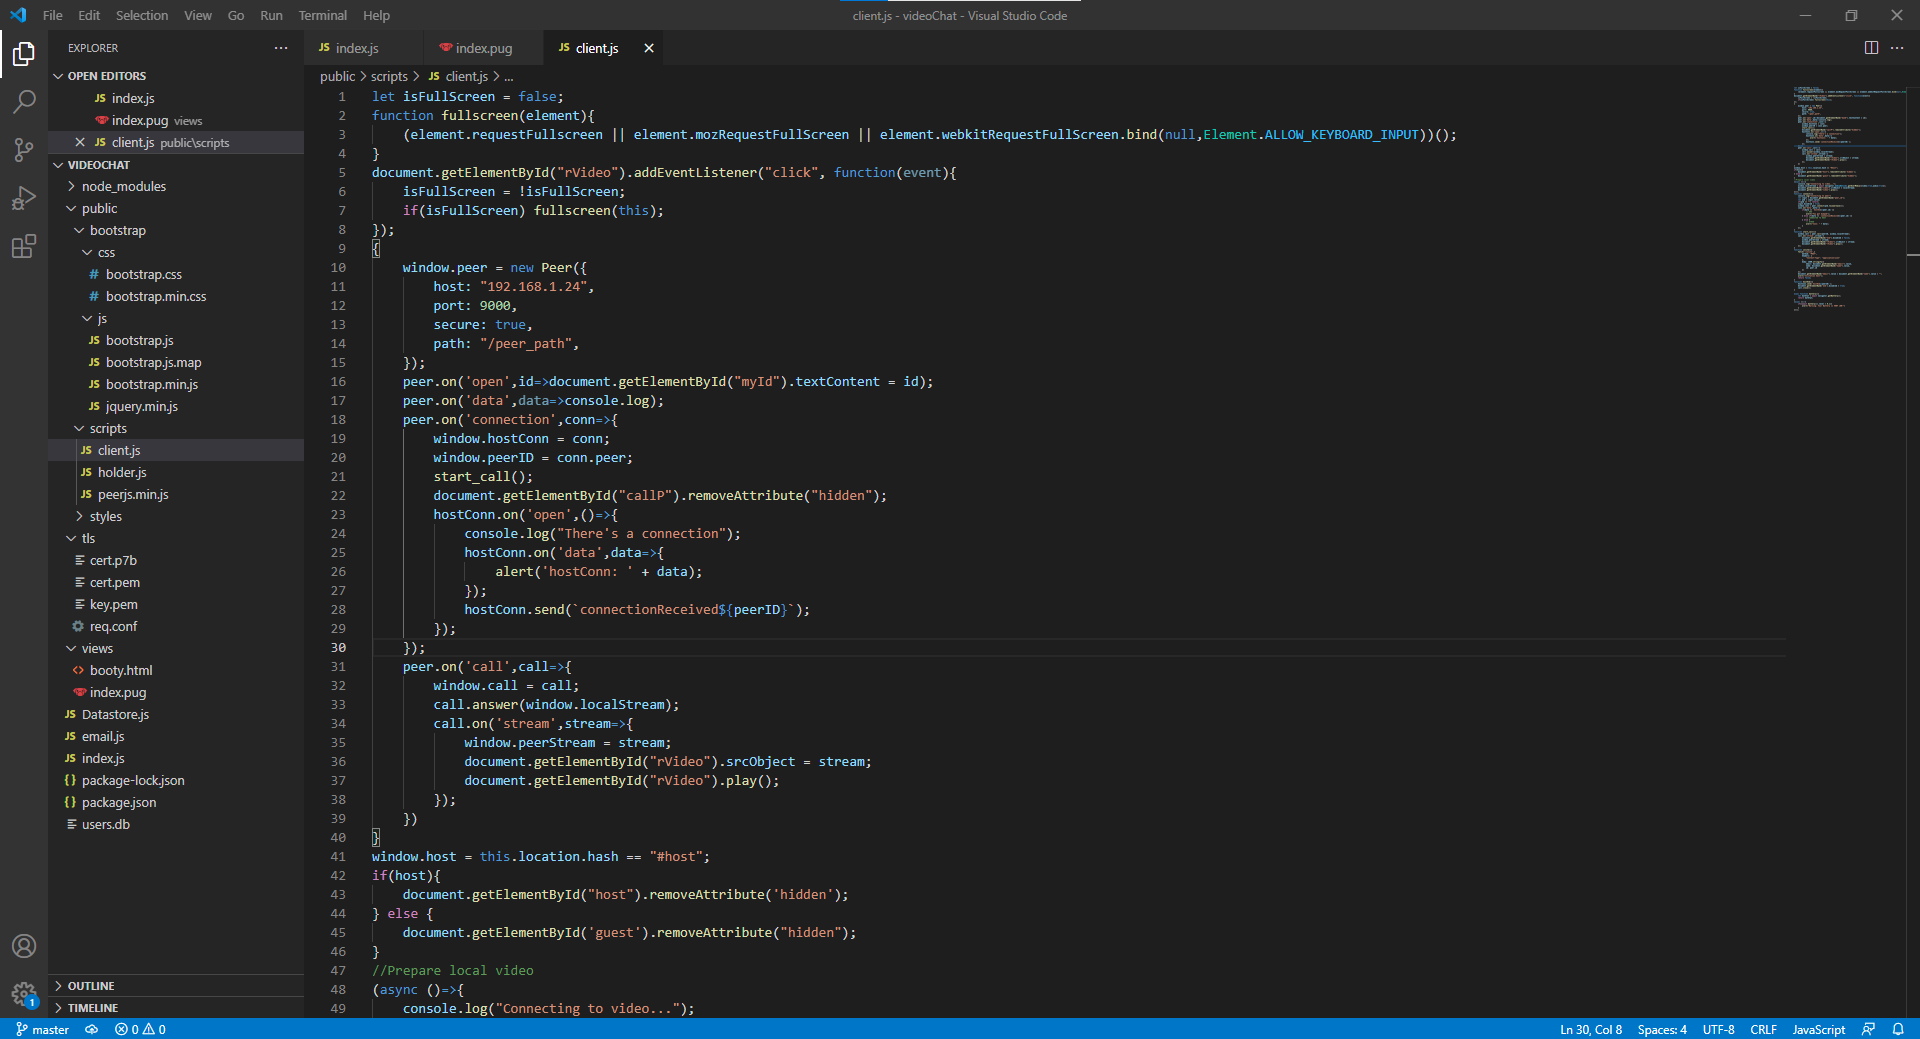 File Edit Selection View Go Run Terminal Help
client.js - videoChat - Visual Studio Code
EXPLORER
OPEN EDITORS
JS index.js
index.pug views
JS client.js public\scripts
VIDEOCHAT
node_modules
public
bootstrap
css
# bootstrap.css
# bootstrap.min.css
js
JS bootstrap.js
JS bootstrap.js.map
JS bootstrap.min.js
JS jquery.min.js
scripts
JS client.js
JS holder.js
JS peerjs.min.js
styles
tls
cert.p7b
cert.pem
key.pem
req.conf
views
<> booty.html
index.pug
JS Datastore.js
JS email.js
JS index.js
{} package-lock.json
{} package.json
users.db
OUTLINE
TIMELINE
JS index.js
index.pug
JS client.js
public > scripts > JS client.js > ...
1 let isFullScreen = false;
2 function fullscreen(element){
3 (element.requestFullscreen || element.mozRequestFullScreen || element.webkitRequestFullScreen.bind(null,Element.ALLOW_KEYBOARD_INPUT))();
4 }
5 document.getElementById("rVideo").addEventListener("click", function(event){
6 isFullScreen = !isFullScreen;
7 if(isFullScreen) fullscreen(this);
8 });
9 {
10 window.peer = new Peer({
11 host: "192.168.1.24",
12 port: 9000,
13 secure: true,
14 path: "/peer_path",
15 });
16 peer.on('open',id=>document.getElementById("myId").textContent = id);
17 peer.on('data',data=>console.log);
18 peer.on('connection',conn=>{
19 window.hostConn = conn;
20 window.peerID = conn.peer;
21 start_call();
22 document.getElementById("callP").removeAttribute("hidden");
23 hostConn.on('open',()=>{
24 console.log("There's a connection");
25 hostConn.on('data',data=>{
26 alert('hostConn: ' + data);
27 });
28 hostConn.send(`connectionReceived${peerID}`);
29 });
30 });
31 peer.on('call',call=>{
32 window.call = call;
33 call.answer(window.localStream);
34 call.on('stream',stream=>{
35 window.peerStream = stream;
36 document.getElementById("rVideo").srcObject = stream;
37 document.getElementById("rVideo").play();
38 });
39 })
40 }
41 window.host = this.location.hash == "#host";
42 if(host){
43 document.getElementById("host").removeAttribute('hidden');
44 } else {
45 document.getElementById('guest').removeAttribute("hidden");
46 }
47 //Prepare local video
48 (async ()=>{
49 console.log("Connecting to video...");
1
master
0 0
Ln 30, Col 8 Spaces: 4 UTF-8 CRLF JavaScript